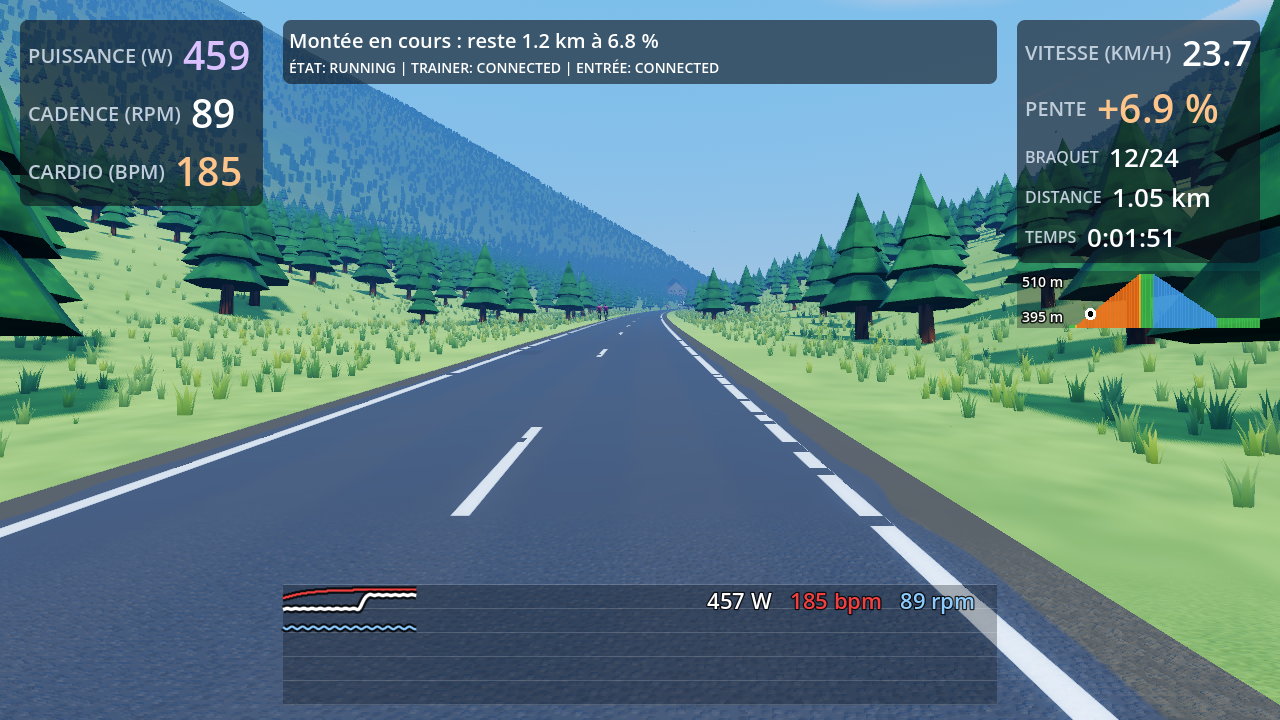 PUISSANCE (W) 459
CADENCE (RPM) 89
CARDIO (BPM) 185
Montée en cours : reste 1.2 km à 6.8 %
ÉTAT: RUNNING | TRAINER: CONNECTED | ENTRÉE: CONNECTED
VITESSE (KM/H) 23.7
PENTE +6.9 %
BRAQUET 12/24
DISTANCE 1.05 km
TEMPS 0:01:51
510 m
395 m
457 W 185 bpm 89 rpm